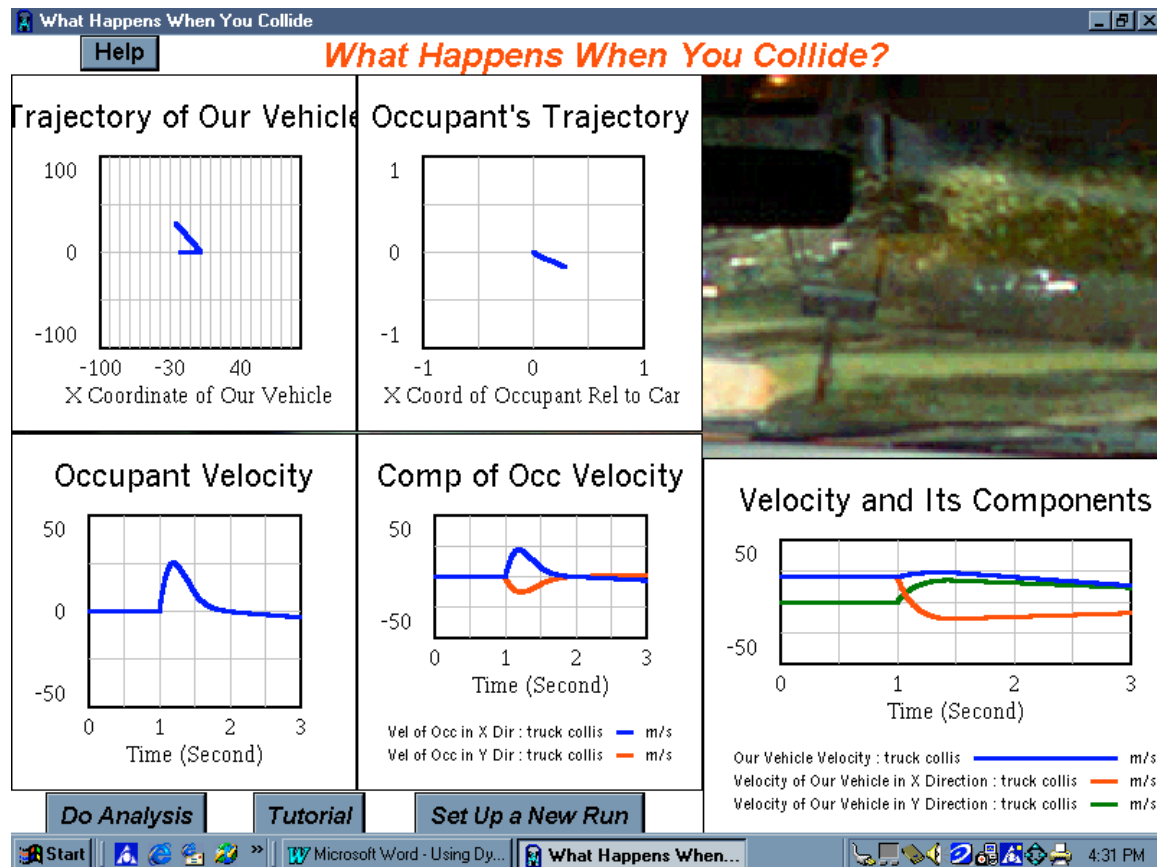 What Happens When You Collide
Help
What Happens When You Collide?
Trajectory of Our Vehicle
100
0
-100
-100 -30 40
X Coordinate of Our Vehicle
Occupant's Trajectory
1
0
-1
-1 0 1
X Coord of Occupant Rel to Car
Occupant Velocity
50
0
-50
0 1 2 3
Time (Second)
Comp of Occ Velocity
50
-50
0 1 2 3
Time (Second)
Vel of Occ in X Dir : truck collis m/s
Vel of Occ in Y Dir : truck collis m/s
Velocity and Its Components
50
-50
0 1 2 3
Time (Second)
Our Vehicle Velocity : truck collis m/s
Velocity of Our Vehicle in X Direction : truck collis m/s
Velocity of Our Vehicle in Y Direction : truck collis m/s
Do Analysis
Tutorial
Set Up a New Run
Start
»
Microsoft Word - Using Dy...
What Happens When...
4:31 PM